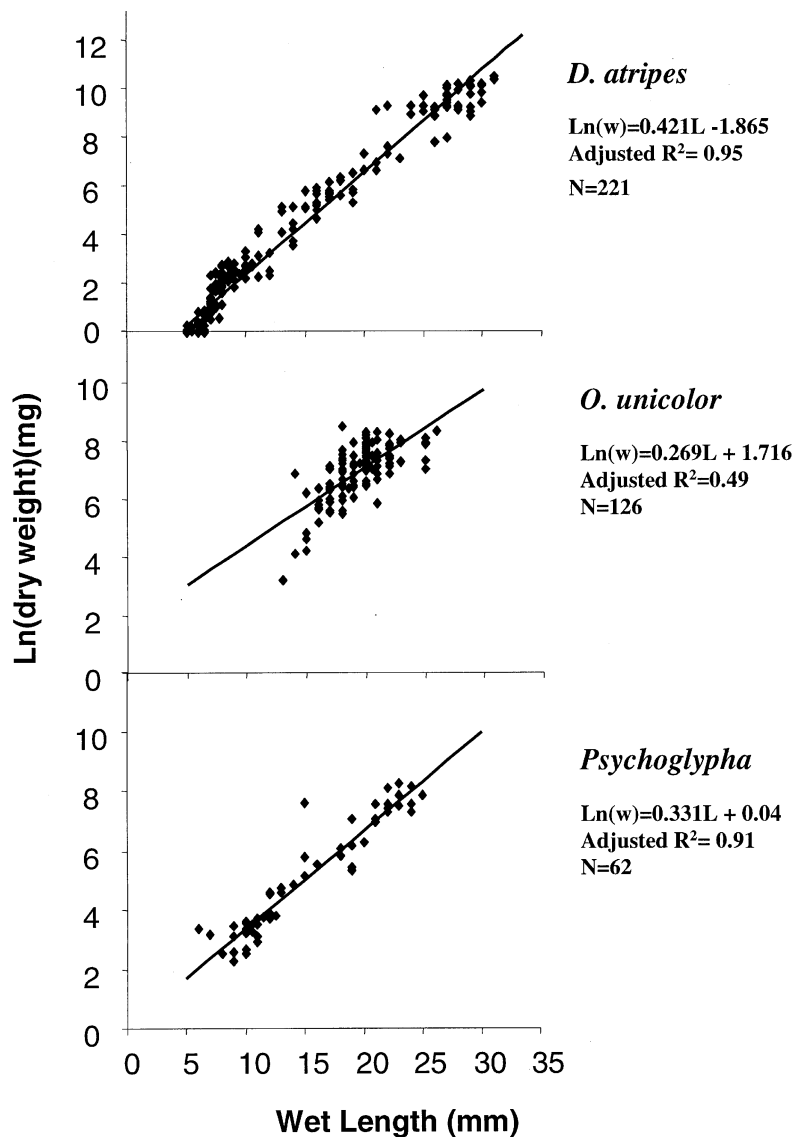 12
10
8
6
4
2
0
D. atripes
Ln(w)=0.421L -1.865
Adjusted R²= 0.95
N=221
10
8
6
4
2
0
O. unicolor
Ln(w)=0.269L + 1.716
Adjusted R²=0.49
N=126
10
8
6
4
2
0
Psychoglypha
Ln(w)=0.331L + 0.04
Adjusted R²= 0.91
N=62
0 5 10 15 20 25 30 35
Wet Length (mm)
Ln(dry weight)(mg)